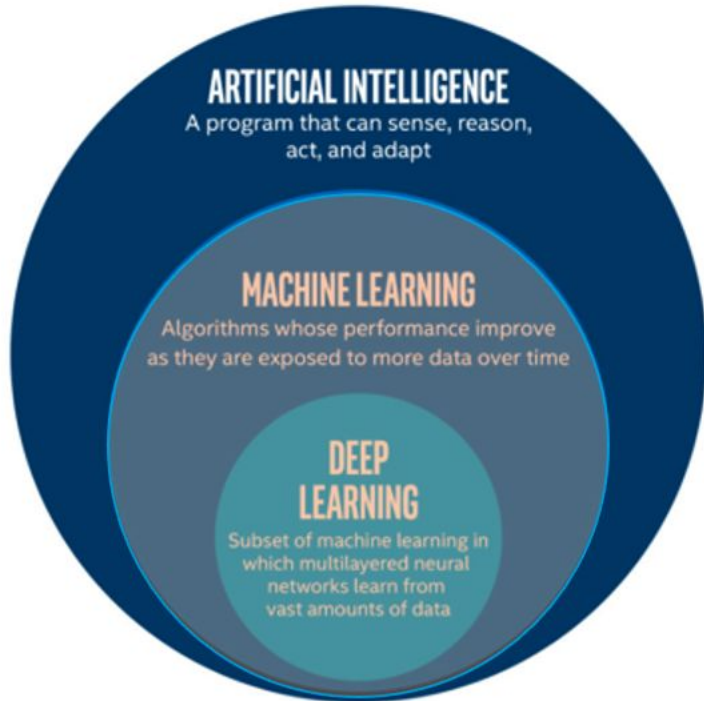 ARTIFICIAL INTELLIGENCE
A program that can sense, reason,
act, and adapt
MACHINE LEARNING
Algorithms whose performance improve
as they are exposed to more data over time
DEEP
LEARNING
Subset of machine learning in
which multilayered neural
networks learn from
vast amounts of data